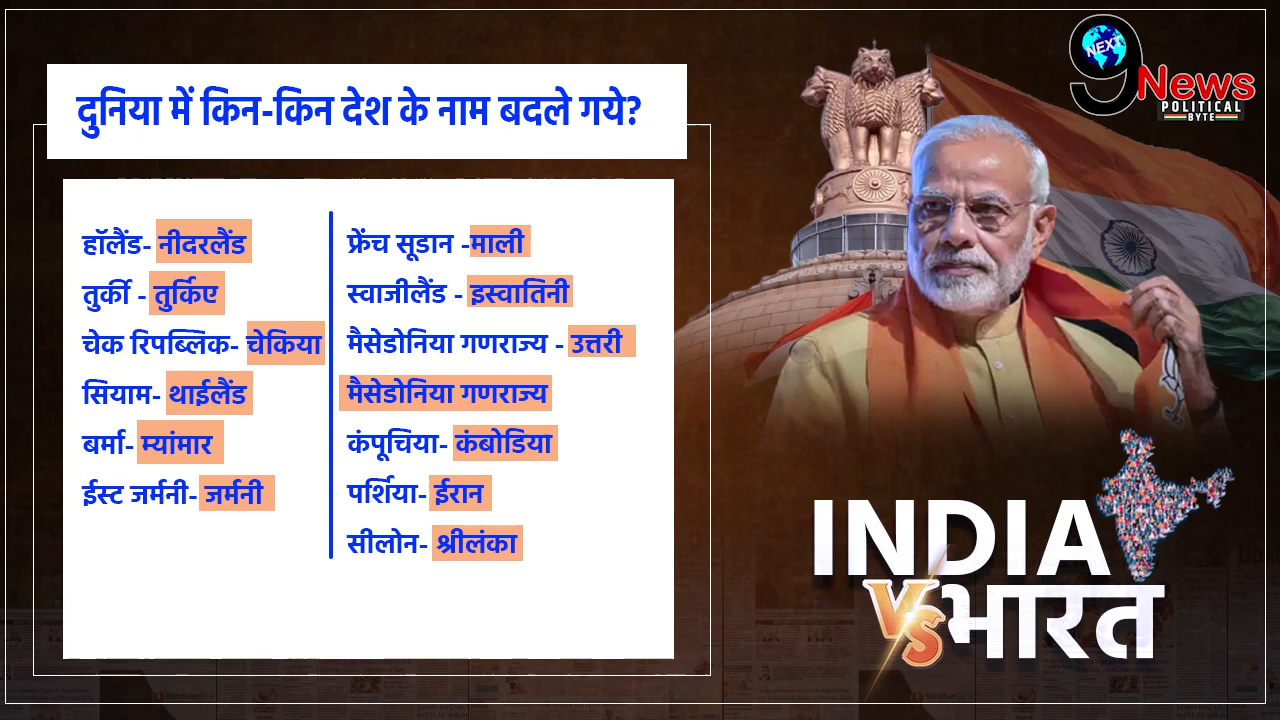 NEXT
9 News
POLITICAL
BYTE
दुनिया में किन-किन देश के नाम बदले गये?
हॉलैंड- नीदरलैंड
तुर्की - तुर्किए
चेक रिपब्लिक- चेकिया
सियाम- थाईलैंड
बर्मा- म्यांमार
ईस्ट जर्मनी- जर्मनी
फ्रेंच सूडान -माली
स्वाजीलैंड - इस्वातिनी
मैसेडोनिया गणराज्य - उत्तरी
मैसेडोनिया गणराज्य
कंपूचिया- कंबोडिया
पर्शिया- ईरान
सीलोन- श्रीलंका
INDIA
VS भारत